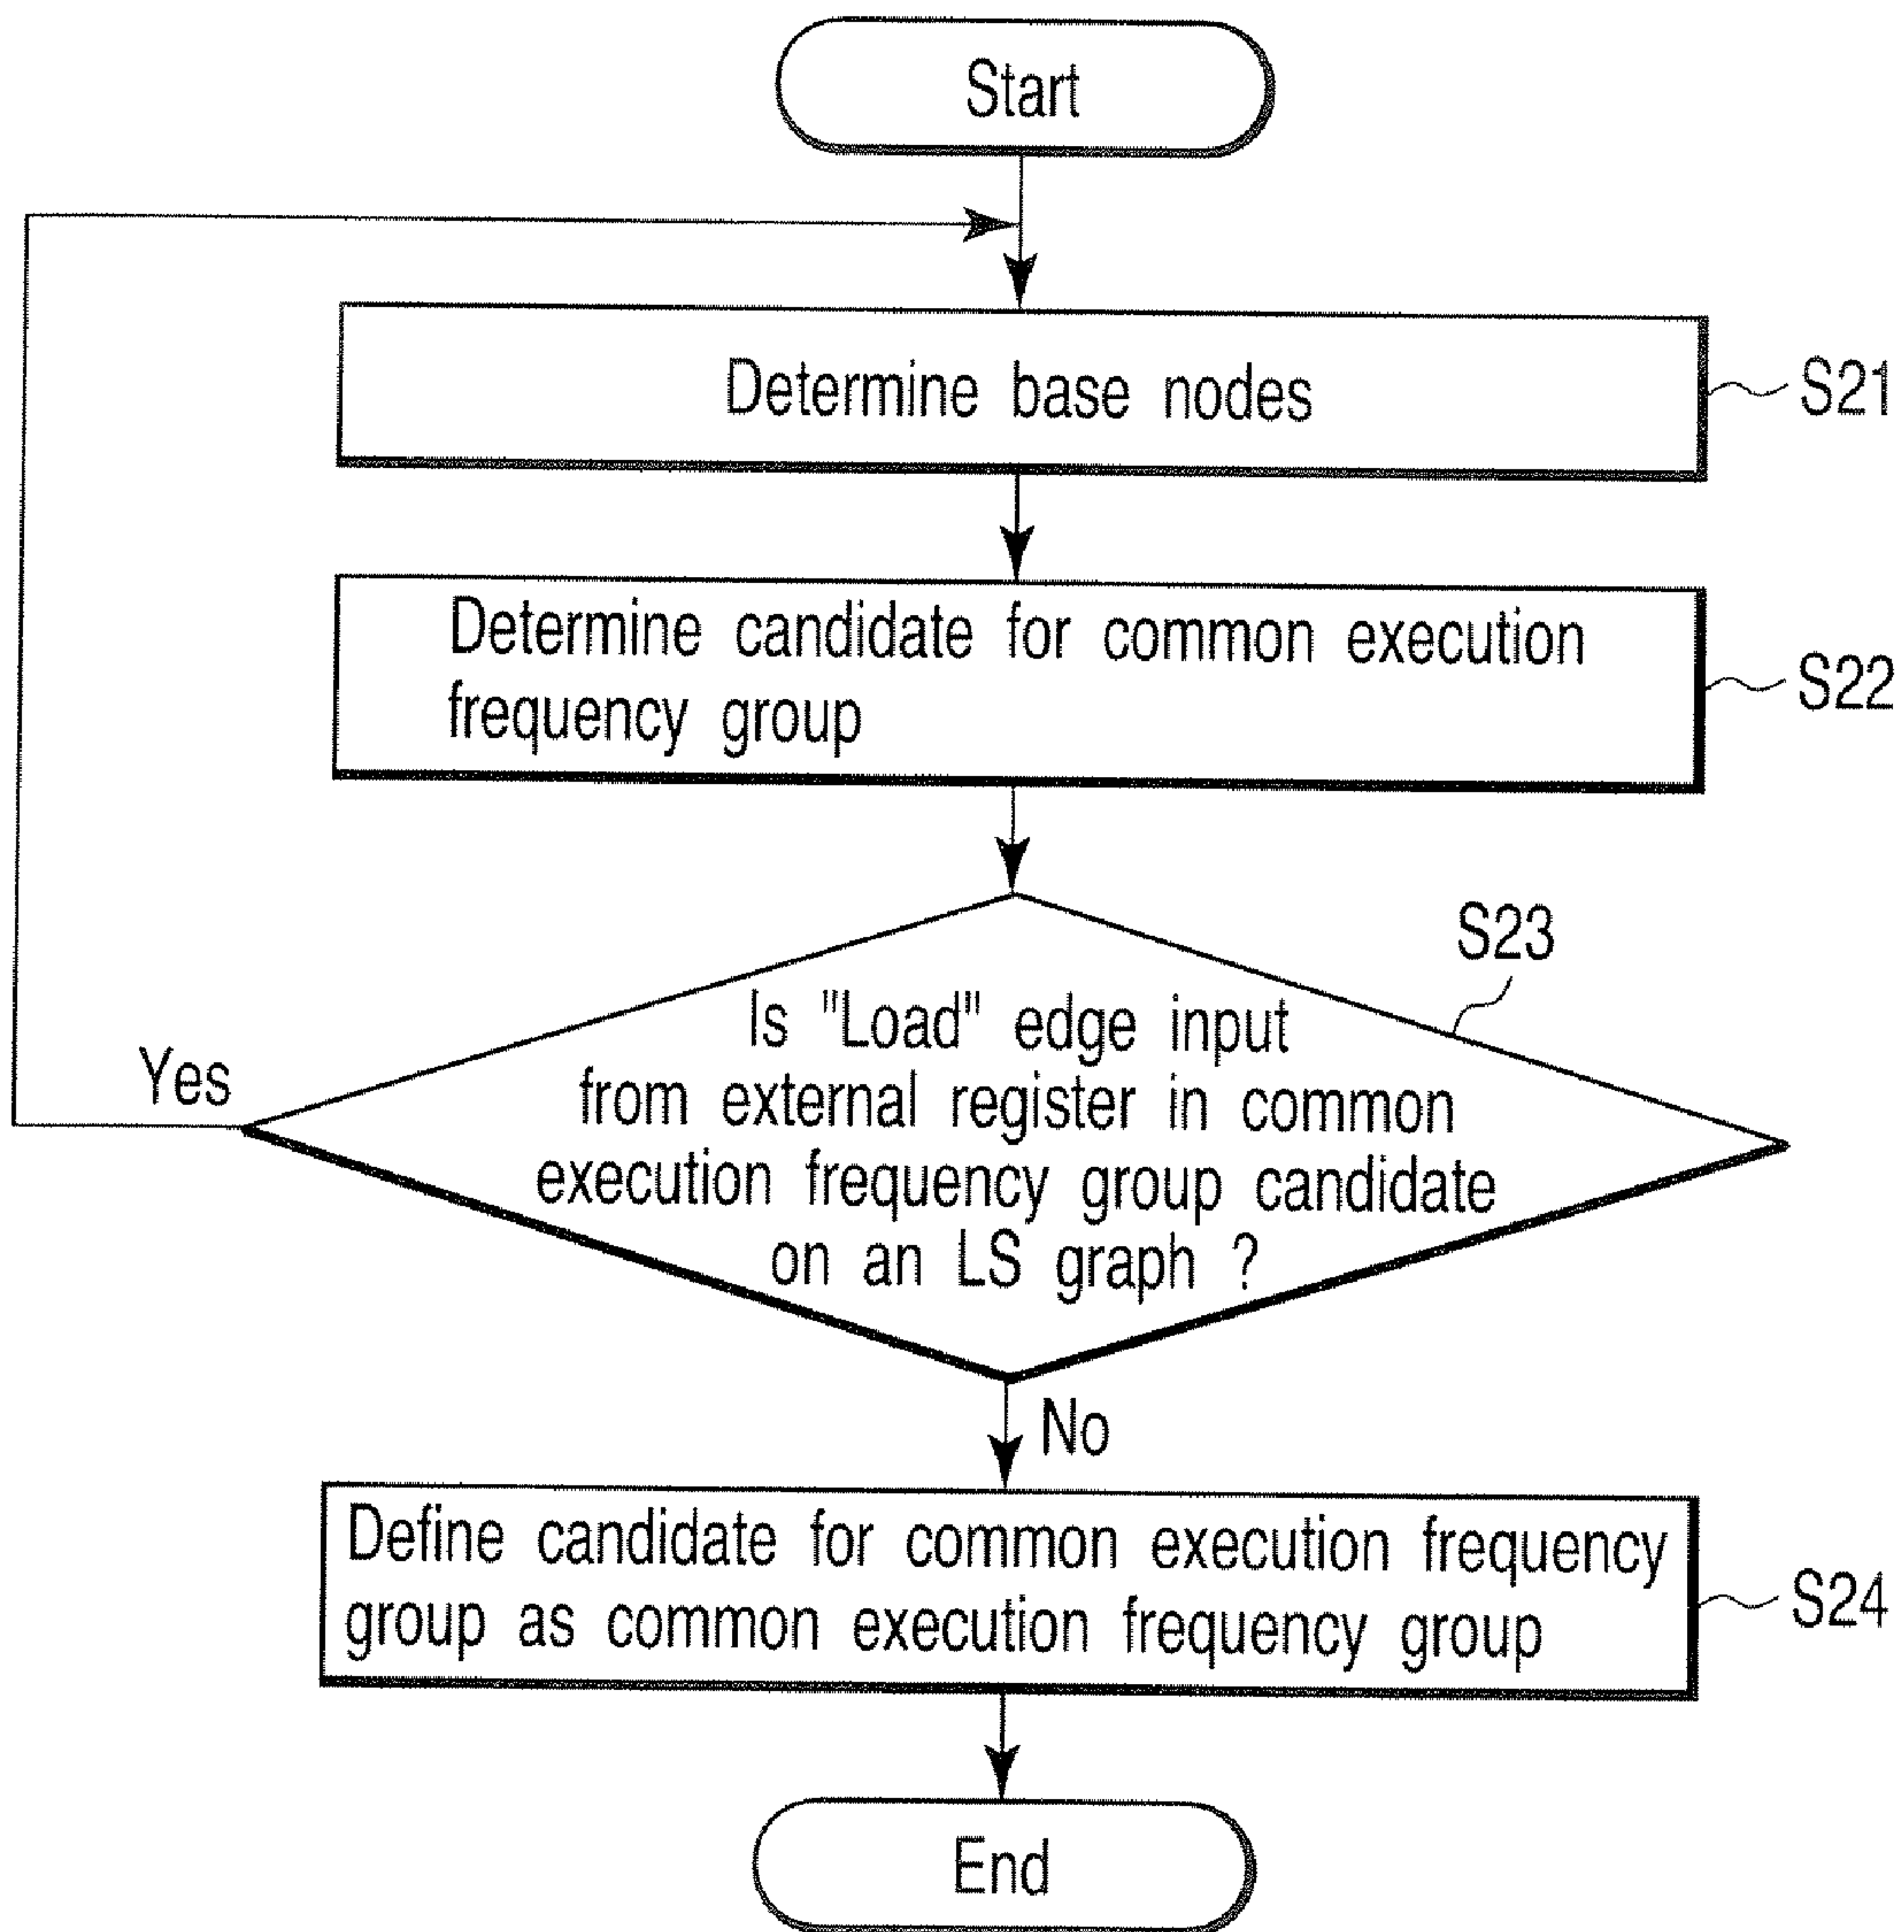 Start
Determine base nodes
S21
Determine candidate for common execution
frequency group
S22
S23
Is "Load" edge input
from external register in common
execution frequency group candidate
on an LS graph ?
Yes
No
Define candidate for common execution frequency
group as common execution frequency group
S24
End